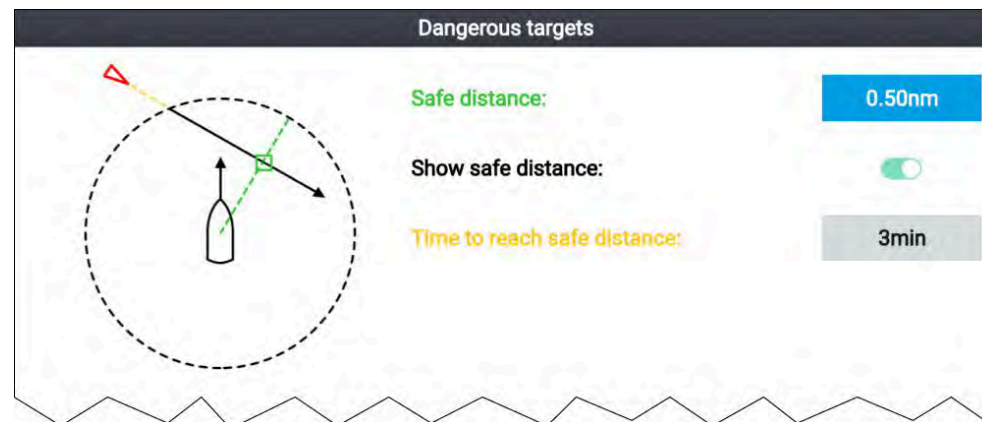 Dangerous targets
Safe distance: 0.50nm
Show safe distance:
Time to reach safe distance: 3min